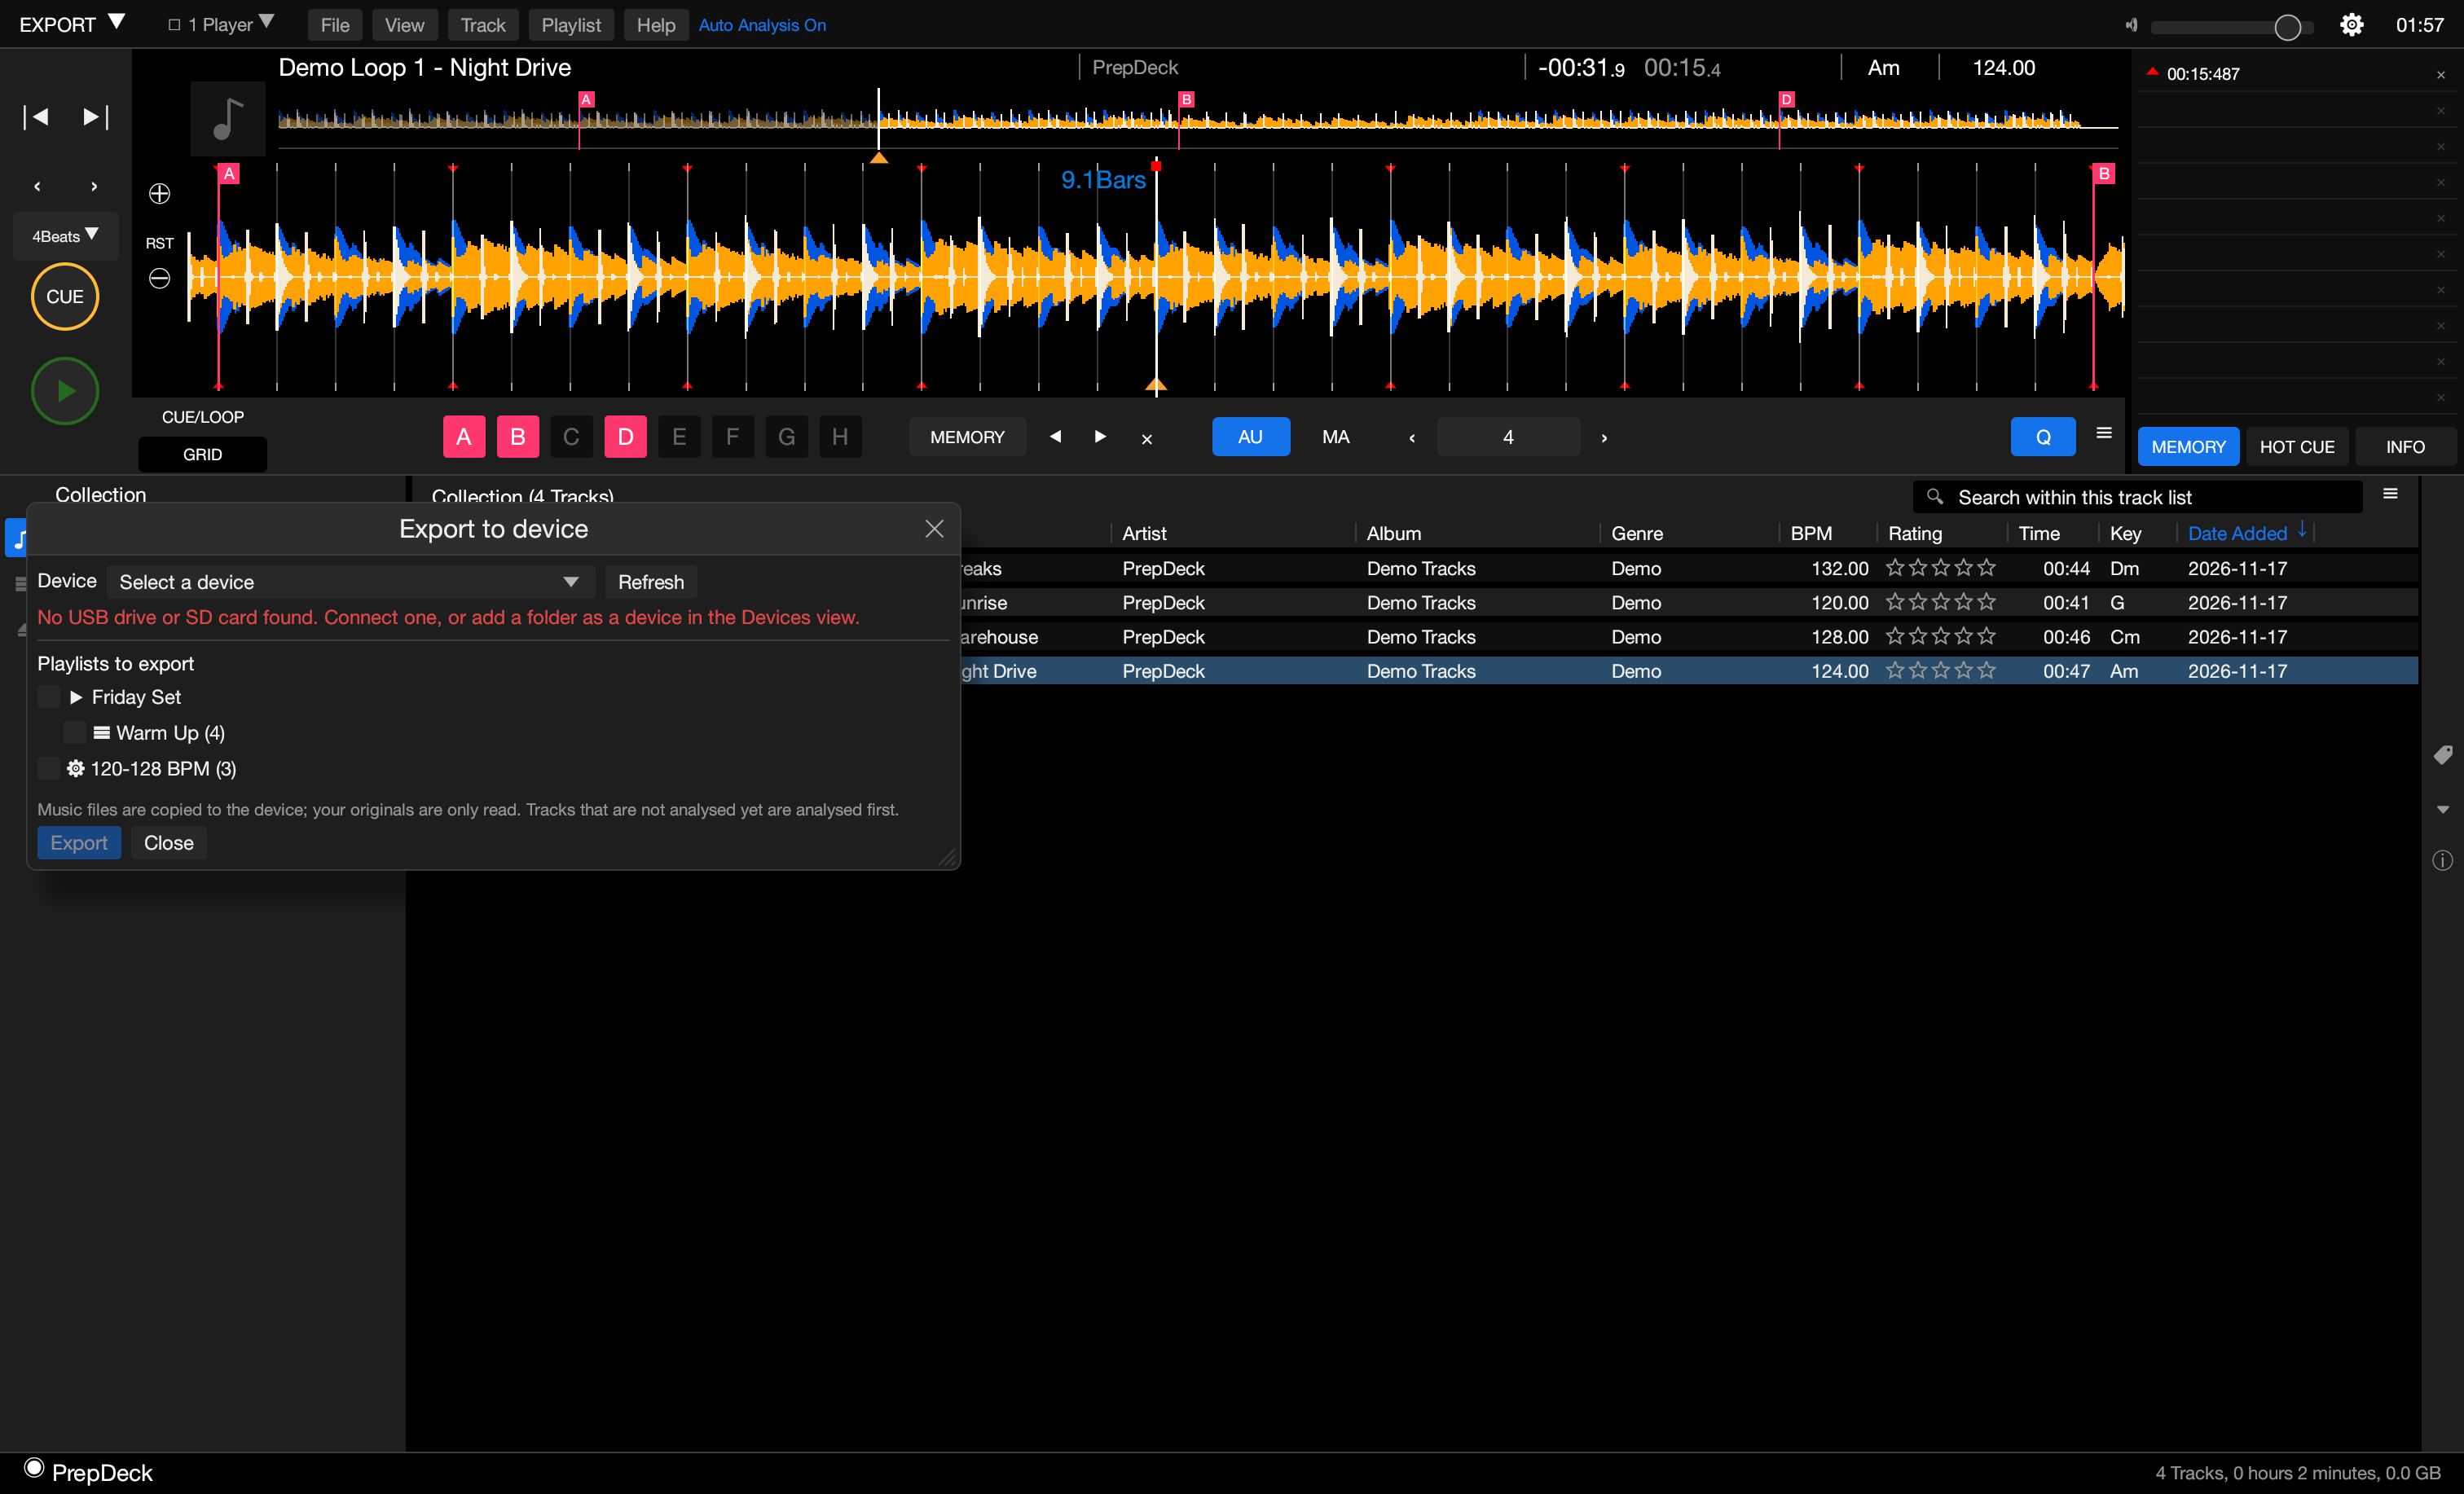 EXPORT 1 Player File View Track Playlist Help Auto Analysis On 01:57
Demo Loop 1 - Night Drive PrepDeck -00:31.9 00:15.4 Am 124.00
00:15:487
A B D
A 9.1Bars B
4Beats
RST
CUE
CUE/LOOP
GRID
A B C D E F G H MEMORY AU MA 4 Q
MEMORY HOT CUE INFO
Collection
Collection (4 Tracks)
Search within this track list
Artist Album Genre BPM Rating Time Key Date Added
eaks PrepDeck Demo Tracks Demo 132.00 00:44 Dm 2026-11-17
unrise PrepDeck Demo Tracks Demo 120.00 00:41 G 2026-11-17
arehouse PrepDeck Demo Tracks Demo 128.00 00:46 Cm 2026-11-17
ght Drive PrepDeck Demo Tracks Demo 124.00 00:47 Am 2026-11-17
Export to device
Device Select a device Refresh
No USB drive or SD card found. Connect one, or add a folder as a device in the Devices view.
Playlists to export
Friday Set
Warm Up (4)
120-128 BPM (3)
Music files are copied to the device; your originals are only read. Tracks that are not analysed yet are analysed first.
Export Close
PrepDeck
4 Tracks, 0 hours 2 minutes, 0.0 GB